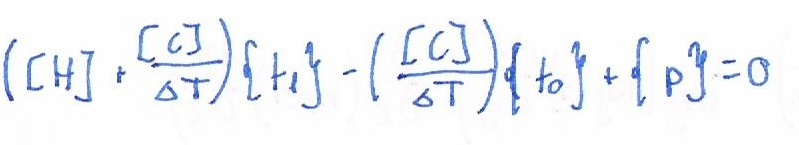 ([H] + [C]/ΔT){t₁} - ([C]/ΔT){t₀} + {p} = 0